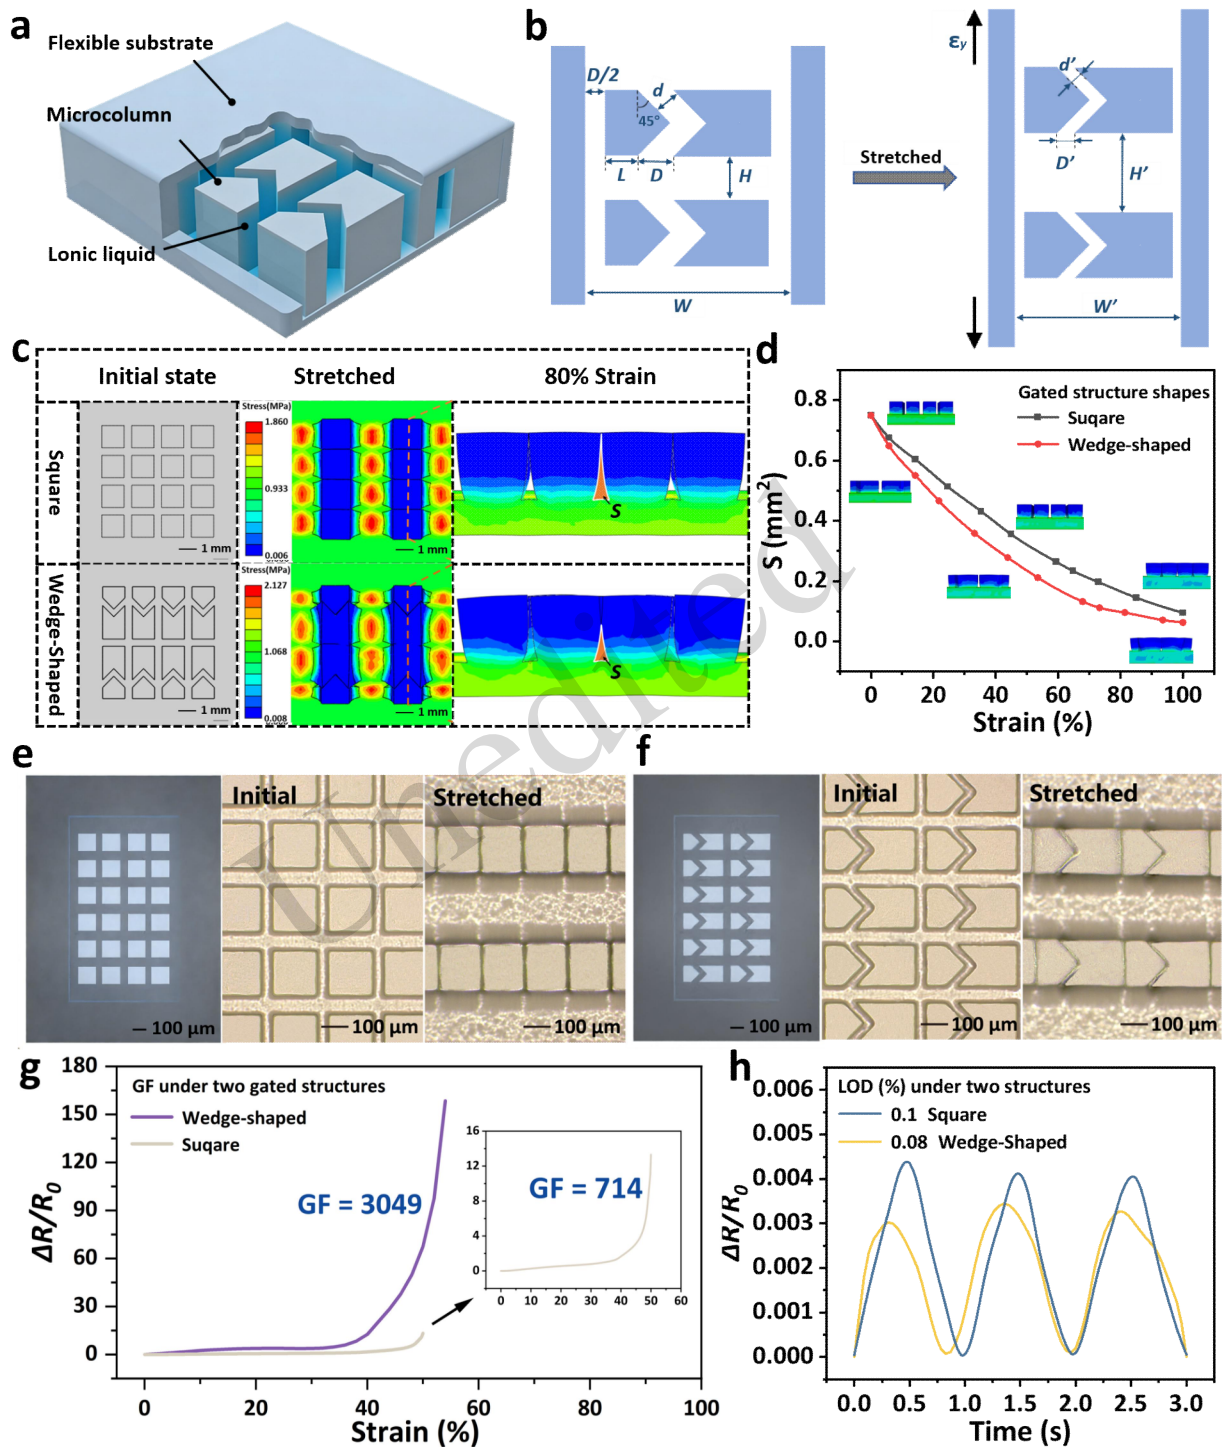 a
Flexible substrate
Microcolumn
Lonic liquid
b
D/2
d
45°
L
D
H
W
Stretched
εy
d'
D'
H'
W'
c
Initial state
Stretched
80% Strain
Square
1 mm
Stress(MPa)
1.860
0.933
0.006
1 mm
S
Wedge-Shaped
1 mm
Stress(MPa)
2.127
1.068
0.008
1 mm
S
d
Gated structure shapes
Suqare
Wedge-shaped
S (mm²)
0.8
0.6
0.4
0.2
0.0
0 20 40 60 80 100
Strain (%)
e
100 μm
Initial
100 μm
Stretched
100 μm
f
100 μm
Initial
100 μm
Stretched
100 μm
Unedited
g
GF under two gated structures
Wedge-shaped
Suqare
GF = 3049
GF = 714
ΔR/R0
180
150
120
90
60
30
0
0 20 40 60 80 100
Strain (%)
16
12
8
4
0
0 10 20 30 40 50 60
h
LOD (%) under two structures
0.1 Square
0.08 Wedge-Shaped
ΔR/R0
0.006
0.005
0.004
0.003
0.002
0.001
0.000
0.0 0.5 1.0 1.5 2.0 2.5 3.0
Time (s)